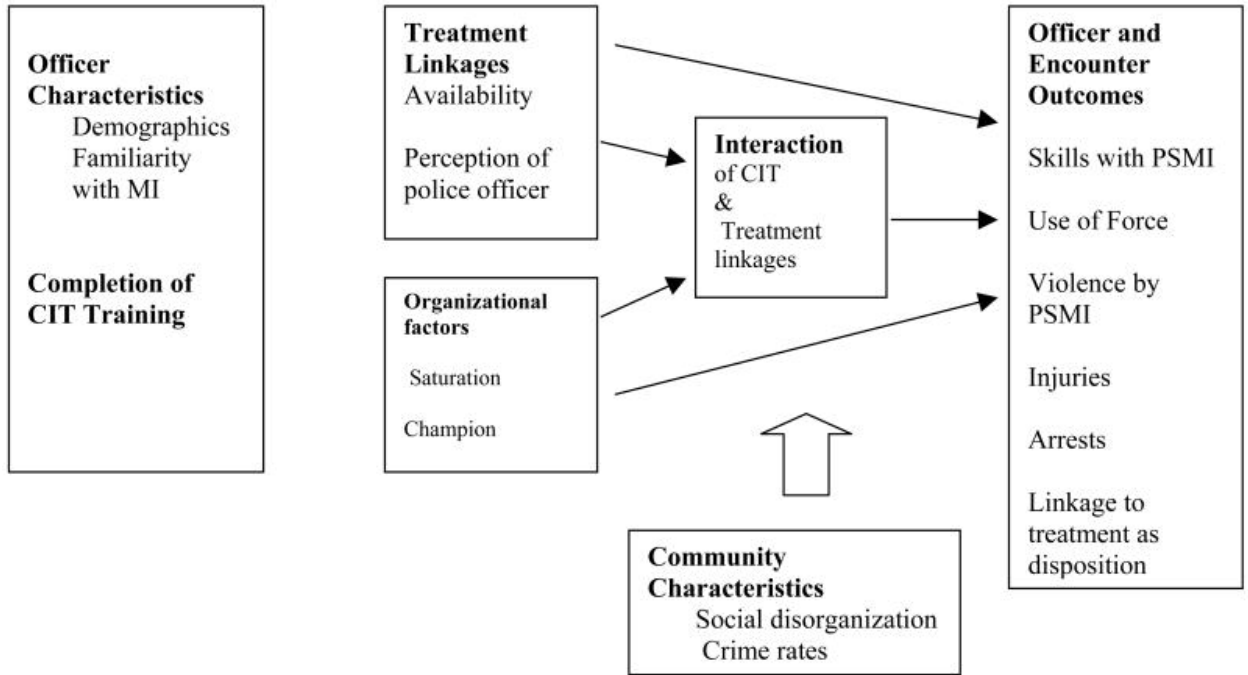 Officer
Characteristics
Demographics
Familiarity
with MI
Completion of
CIT Training
Treatment
Linkages
Availability
Perception of
police officer
Organizational
factors
Saturation
Champion
Interaction
of CIT
&
Treatment
linkages
Community
Characteristics
Social disorganization
Crime rates
Officer and
Encounter
Outcomes
Skills with PSMI
Use of Force
Violence by
PSMI
Injuries
Arrests
Linkage to
treatment as
disposition